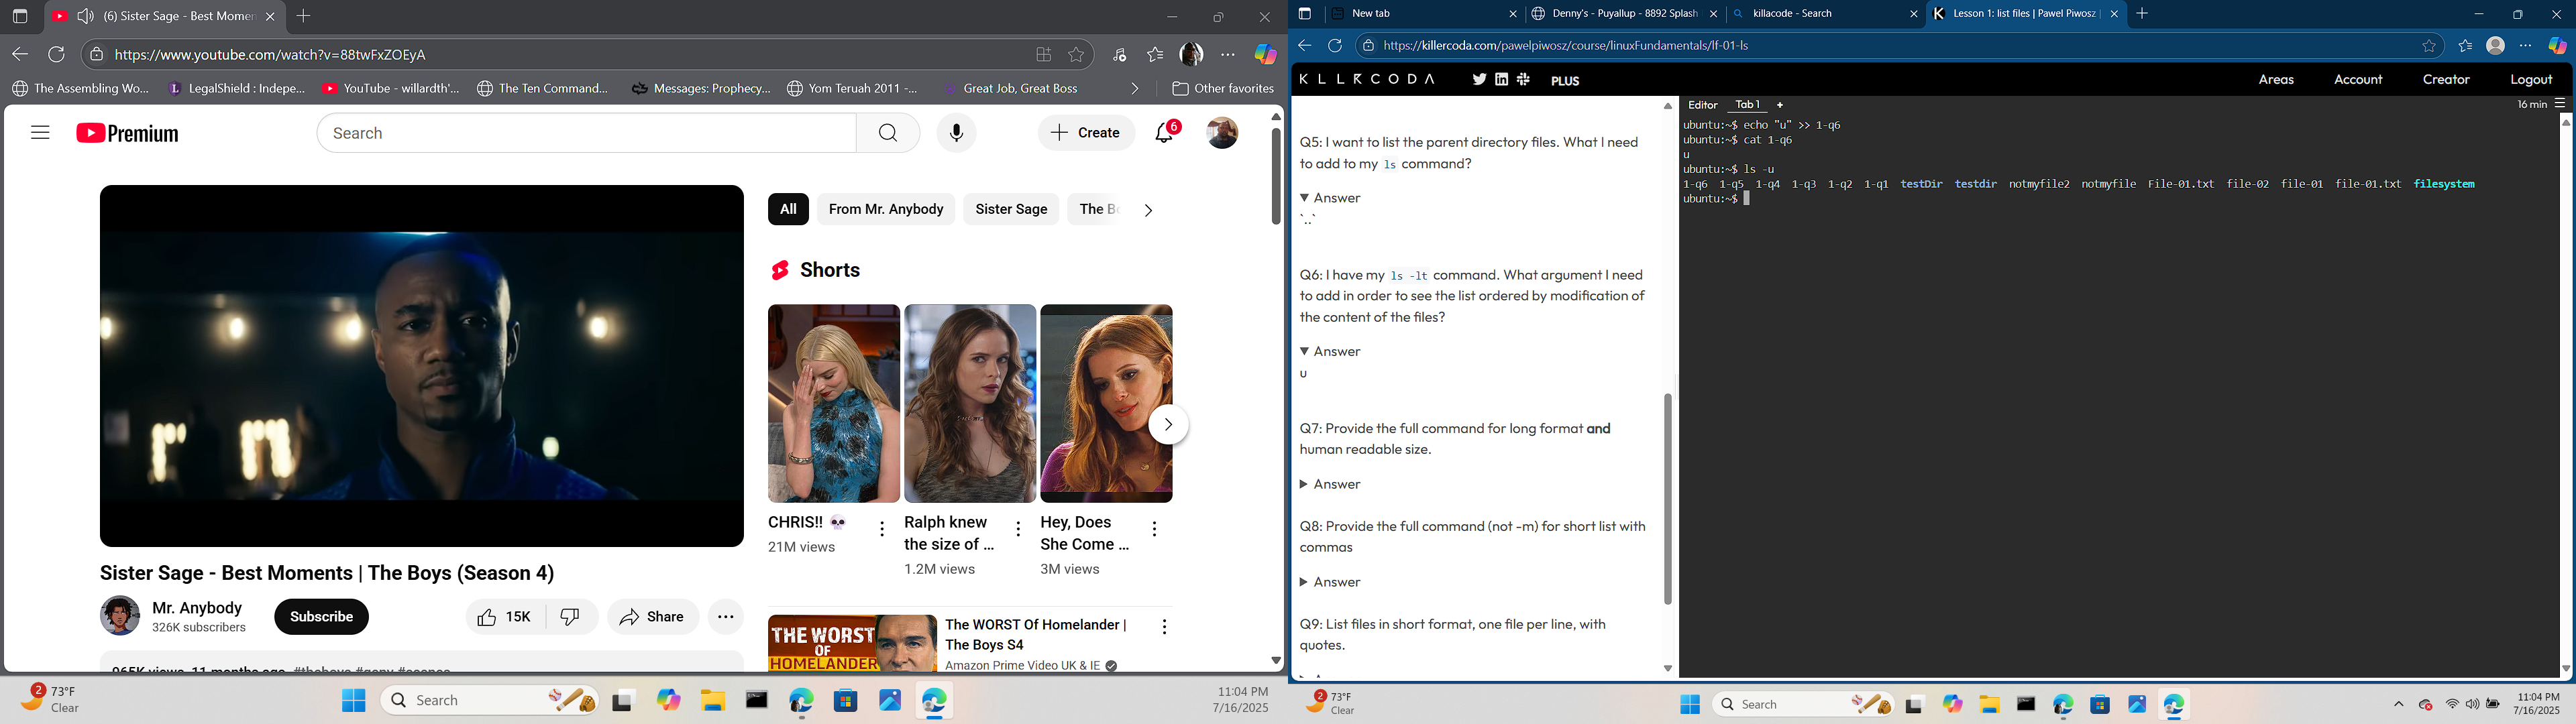 (6) Sister Sage - Best Momen
https://www.youtube.com/watch?v=88twFxZOEyA
The Assembling Wo...
LegalShield : Indepe...
YouTube - willardth'...
The Ten Command...
Messages: Prophecy...
Yom Teruah 2011 -...
Great Job, Great Boss
Other favorites
Premium
Search
Create
6
All
From Mr. Anybody
Sister Sage
The Bo
Shorts
CHRIS!! 💀
21M views
Ralph knew
the size of ...
1.2M views
Hey, Does
She Come ...
3M views
Sister Sage - Best Moments | The Boys (Season 4)
Mr. Anybody
326K subscribers
Subscribe
15K
Share
965K views 11 months ago #theboys #genv #scenes
THE WORST
OF
HOMELANDER
The WORST Of Homelander |
The Boys S4
Amazon Prime Video UK & IE
2
73°F
Clear
Search
11:04 PM
7/16/2025
New tab
Denny's - Puyallup - 8892 Splash
killacode - Search
Lesson 1: list files | Pawel Piwosz |
https://killercoda.com/pawelpiwosz/course/linuxFundamentals/lf-01-ls
PLUS
Areas
Account
Creator
Logout
Q5: I want to list the parent directory files. What I need
to add to my ls command?
Answer
`..`
Q6: I have my ls -lt command. What argument I need
to add in order to see the list ordered by modification of
the content of the files?
Answer
u
Q7: Provide the full command for long format and
human readable size.
Answer
Q8: Provide the full command (not -m) for short list with
commas
Answer
Q9: List files in short format, one file per line, with
quotes.
Editor
Tab 1
+
16 min
ubuntu:~$ echo "u" >> 1-q6
ubuntu:~$ cat 1-q6
u
ubuntu:~$ ls -u
1-q6 1-q5 1-q4 1-q3 1-q2 1-q1 testDir testdir notmyfile2 notmyfile File-01.txt file-02 file-01 file-01.txt filesystem
ubuntu:~$
2
73°F
Clear
Search
11:04 PM
7/16/2025